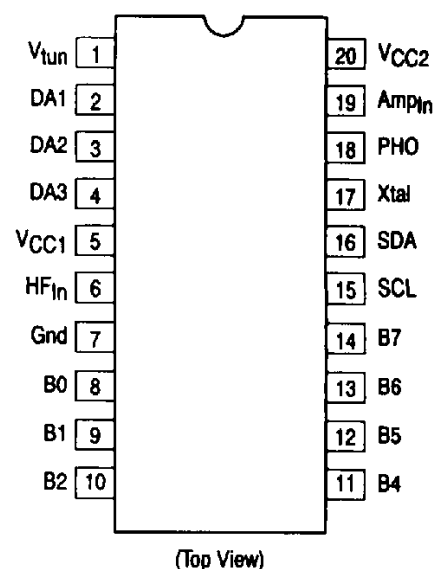 Vtun 1
DA1 2
DA2 3
DA3 4
VCC1 5
HFIn 6
Gnd 7
B0 8
B1 9
B2 10
20 VCC2
19 AmpIn
18 PHO
17 Xtal
16 SDA
15 SCL
14 B7
13 B6
12 B5
11 B4
(Top View)